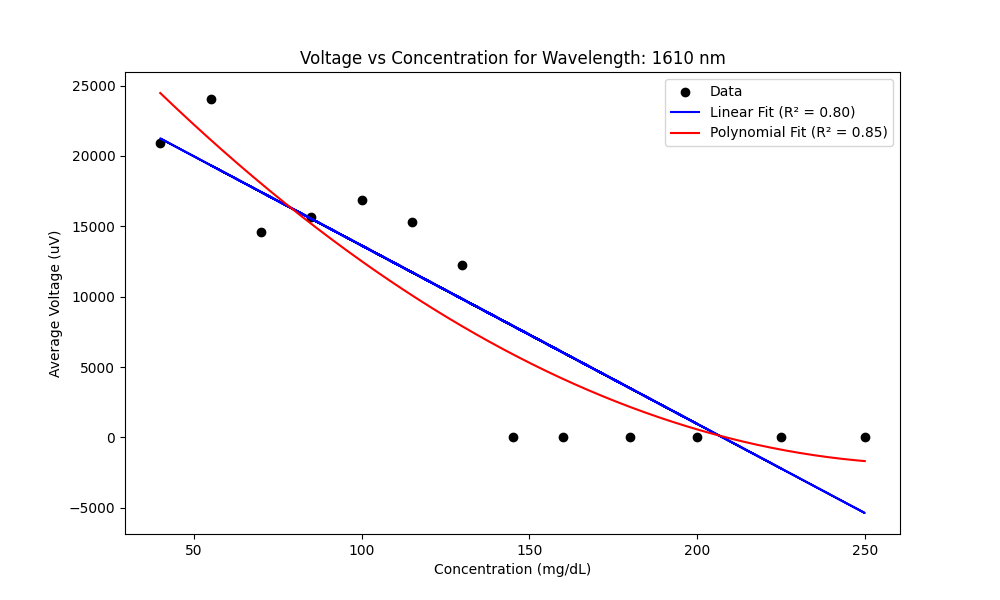 Voltage vs Concentration for Wavelength: 1610 nm
Data
Linear Fit (R² = 0.80)
Polynomial Fit (R² = 0.85)
25000
20000
15000
10000
5000
0
−5000
Average Voltage (uV)
50 100 150 200 250
Concentration (mg/dL)